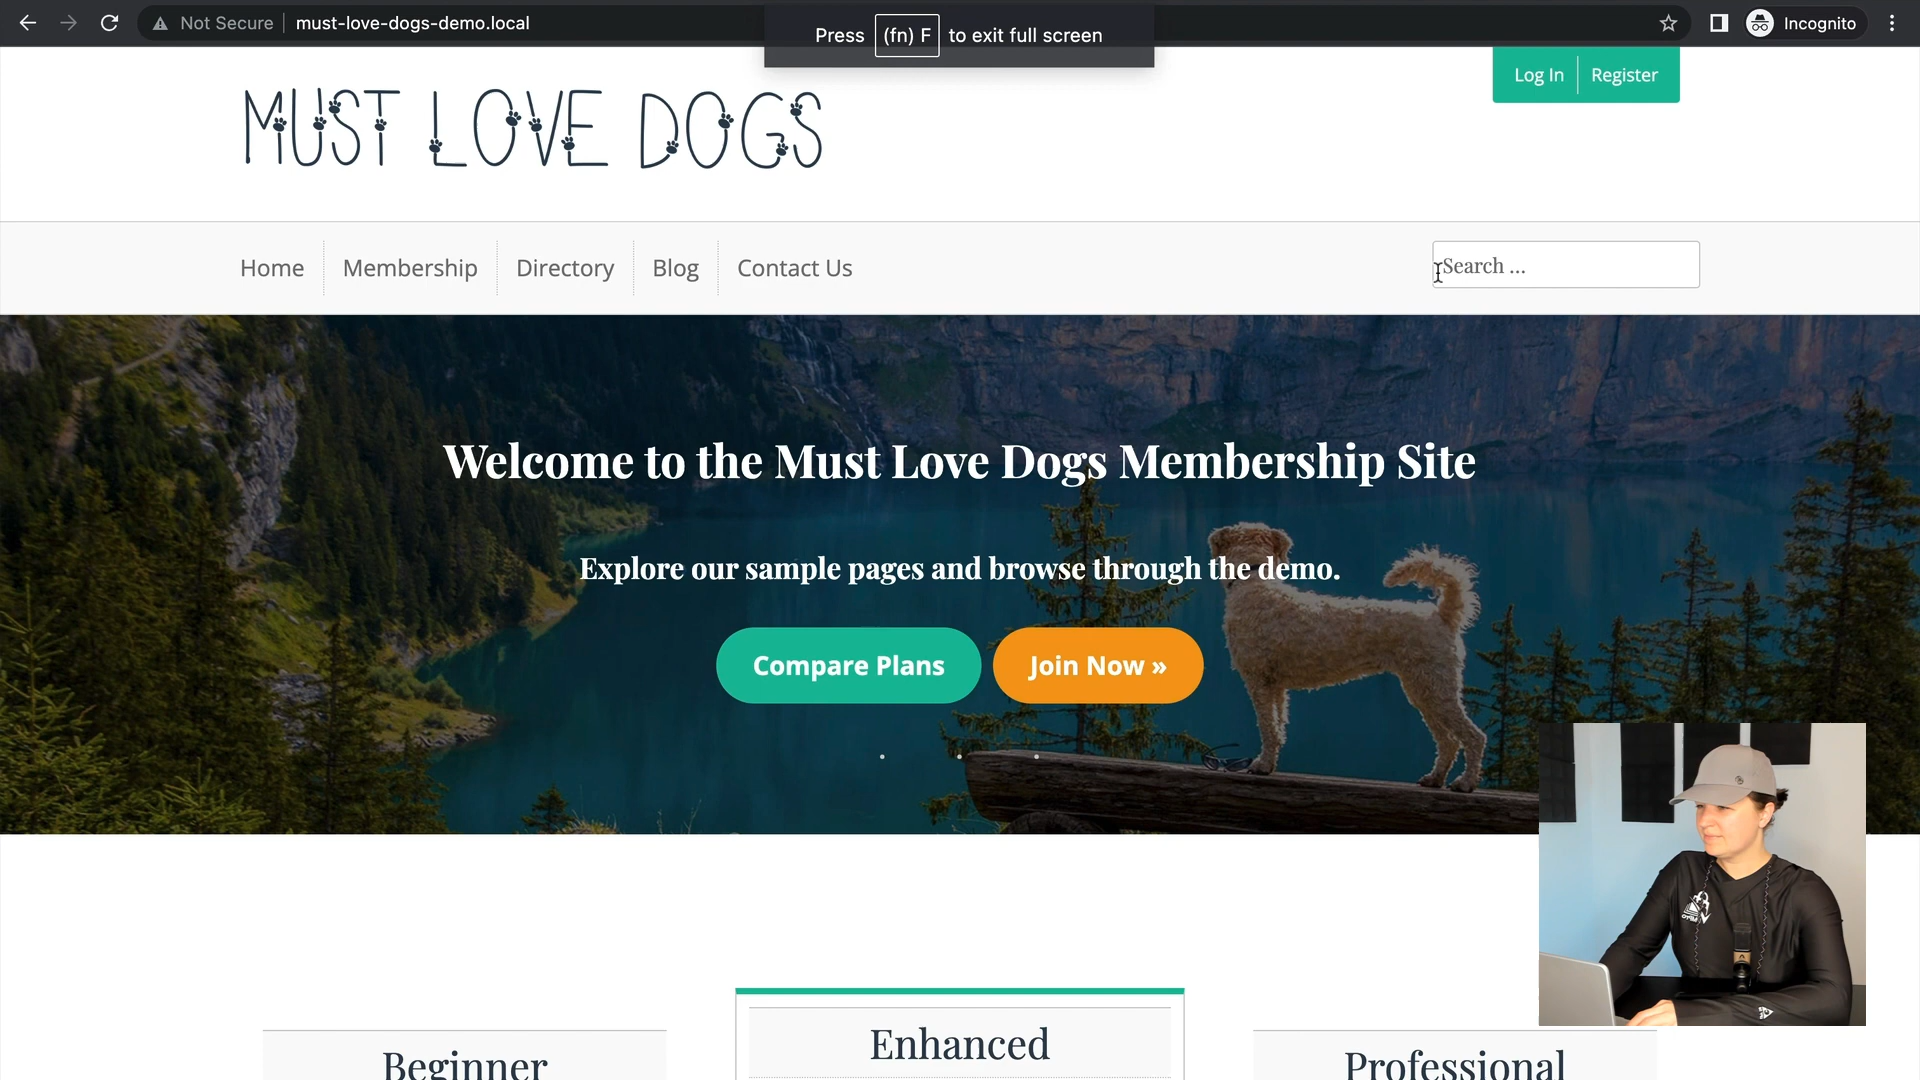 Not Secure
must-love-dogs-demo.local
Press (fn) F to exit full screen
Incognito
Log In
Register
MUST LOVE DOGS
Home
Membership
Directory
Blog
Contact Us
Search ...
Welcome to the Must Love Dogs Membership Site
Explore our sample pages and browse through the demo.
Compare Plans
Join Now »
Beginner
Enhanced
Professional